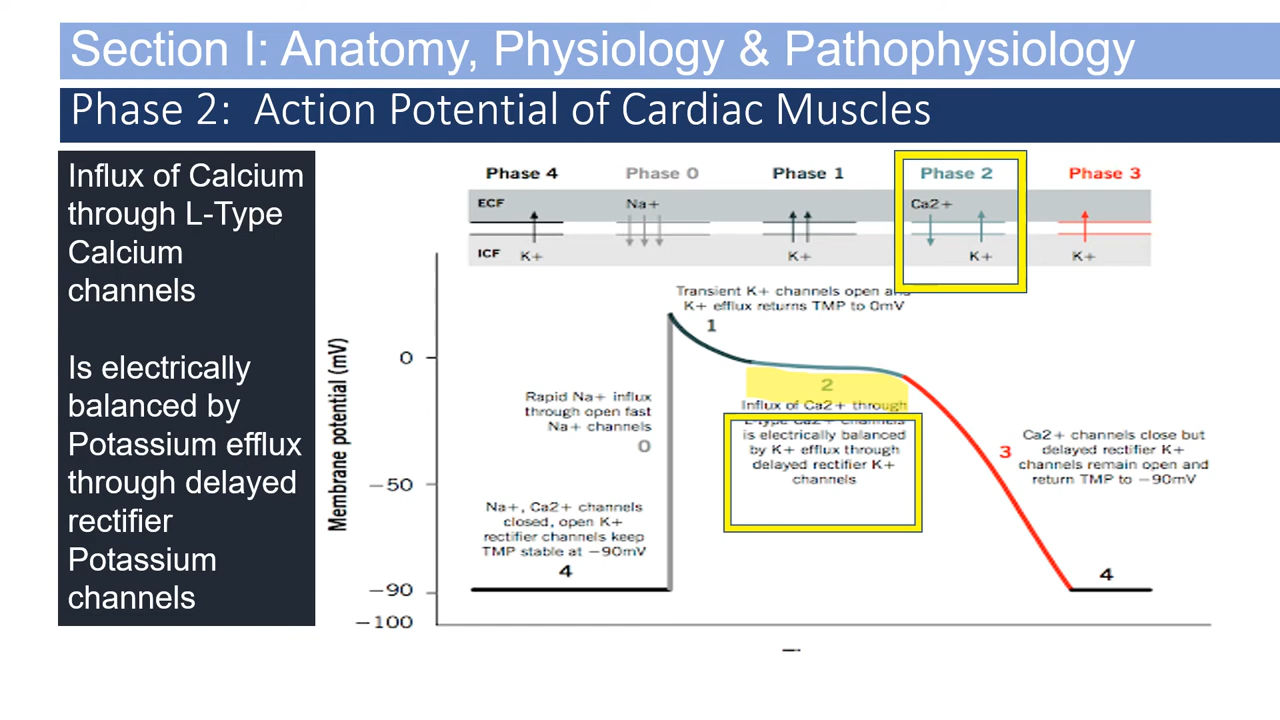 Section I: Anatomy, Physiology & Pathophysiology
Phase 2:  Action Potential of Cardiac Muscles
Influx of Calcium
through L-Type
Calcium
channels
Is electrically
balanced by
Potassium efflux
through delayed
rectifier
Potassium
channels
Phase 4
Phase 0
Phase 1
Phase 2
Phase 3
ECF
Na+
Ca2+
ICF
K+
K+
K+
K+
Transient K+ channels open and
K+ efflux returns TMP to 0mV
1
Membrane potential (mV)
0
−50
−90
−100
Rapid Na+ influx
through open fast
Na+ channels
0
2
Influx of Ca2+ through
L-type Ca2+ channels
is electrically balanced
by K+ efflux through
delayed rectifier K+
channels
3
Ca2+ channels close but
delayed rectifier K+
channels remain open and
return TMP to −90mV
Na+, Ca2+ channels
closed, open K+
rectifier channels keep
TMP stable at −90mV
4
4